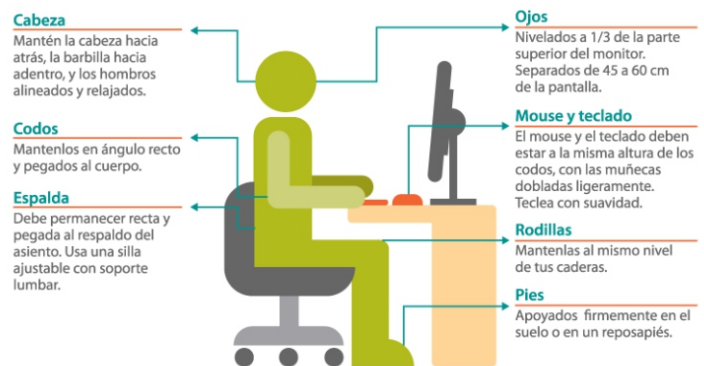 Cabeza
Mantén la cabeza hacia
atrás, la barbilla hacia
adentro, y los hombros
alineados y relajados.
Codos
Mantenlos en ángulo recto
y pegados al cuerpo.
Espalda
Debe permanecer recta y
pegada al respaldo del
asiento. Usa una silla
ajustable con soporte
lumbar.
Ojos
Nivelados a 1/3 de la parte
superior del monitor.
Separados de 45 a 60 cm
de la pantalla.
Mouse y teclado
El mouse y el teclado deben
estar a la misma altura de los
codos, con las muñecas
dobladas ligeramente.
Teclea con suavidad.
Rodillas
Mantenlas al mismo nivel
de tus caderas.
Pies
Apoyados firmemente en el
suelo o en un reposapiés.